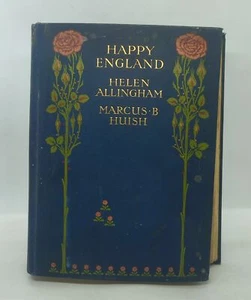 HAPPY
ENGLAND
HELEN
ALLINGHAM
MARCUS·B
HUISH